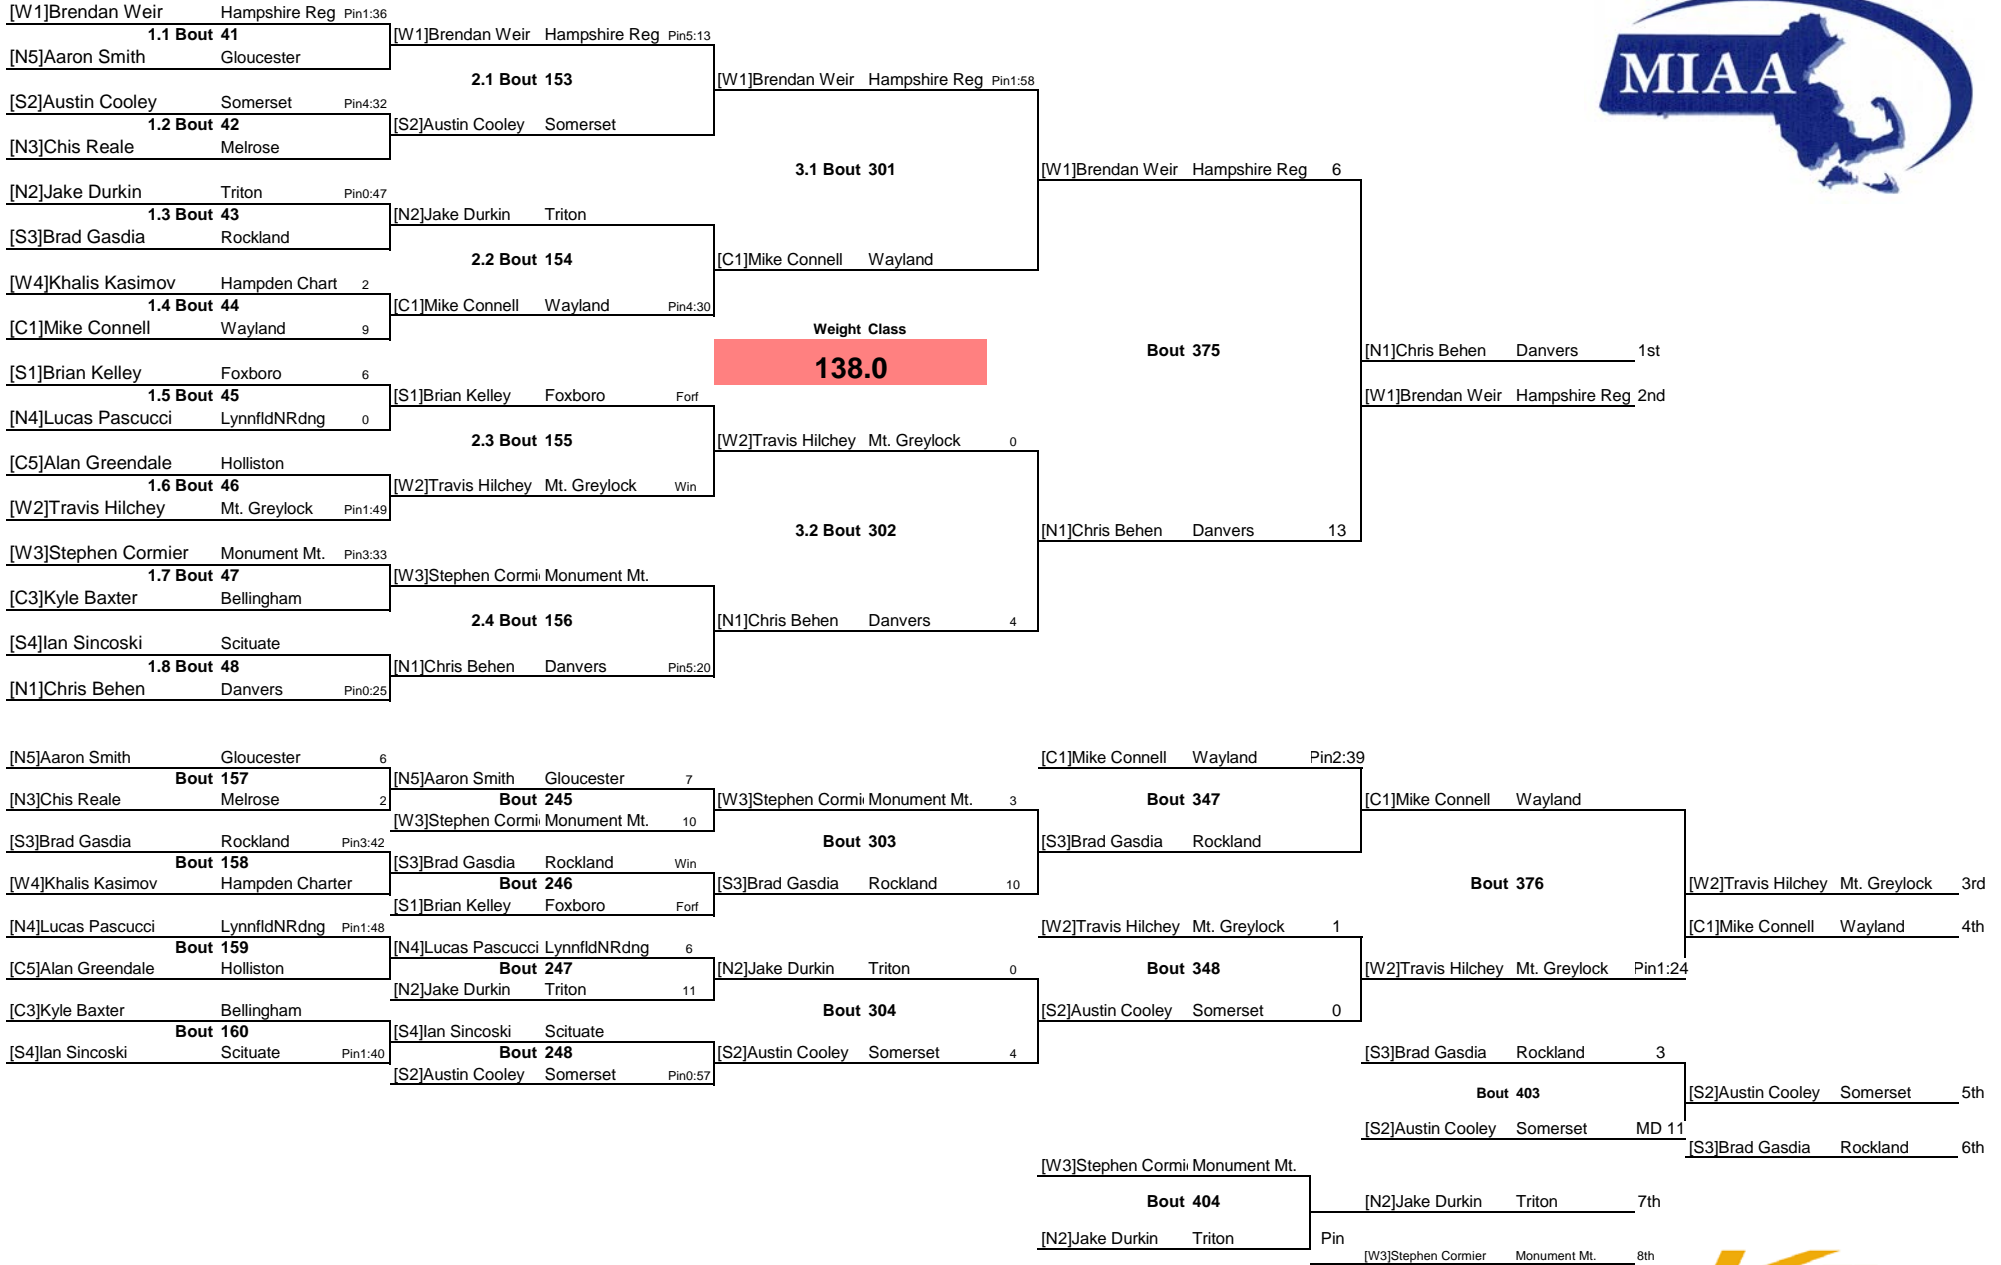 [W1]Brendan Weir Hampshire Reg Pin1:36
1.1 Bout 41
[N5]Aaron Smith Gloucester
[S2]Austin Cooley Somerset Pin4:32
1.2 Bout 42
[N3]Chis Reale Melrose
[N2]Jake Durkin Triton Pin0:47
1.3 Bout 43
[S3]Brad Gasdia Rockland
[W4]Khalis Kasimov Hampden Chart 2
1.4 Bout 44
[C1]Mike Connell Wayland 9
[S1]Brian Kelley Foxboro 6
1.5 Bout 45
[N4]Lucas Pascucci LynnfldNRdng 0
[C5]Alan Greendale Holliston
1.6 Bout 46
[W2]Travis Hilchey Mt. Greylock Pin1:49
[W3]Stephen Cormier Monument Mt. Pin3:33
1.7 Bout 47
[C3]Kyle Baxter Bellingham
[S4]Ian Sincoski Scituate
1.8 Bout 48
[N1]Chris Behen Danvers Pin0:25
[W1]Brendan Weir Hampshire Reg Pin5:13
2.1 Bout 153
[S2]Austin Cooley Somerset
[N2]Jake Durkin Triton
2.2 Bout 154
[C1]Mike Connell Wayland Pin4:30
[S1]Brian Kelley Foxboro Forf
2.3 Bout 155
[W2]Travis Hilchey Mt. Greylock Win
[W3]Stephen Cormi Monument Mt.
2.4 Bout 156
[N1]Chris Behen Danvers Pin5:20
[W1]Brendan Weir Hampshire Reg Pin1:58
3.1 Bout 301
[C1]Mike Connell Wayland
Weight Class
138.0
[W2]Travis Hilchey Mt. Greylock 0
3.2 Bout 302
[N1]Chris Behen Danvers 4
[W1]Brendan Weir Hampshire Reg 6
Bout 375
[N1]Chris Behen Danvers 13
[N1]Chris Behen Danvers 1st
[W1]Brendan Weir Hampshire Reg 2nd
MIAA
[N5]Aaron Smith Gloucester 6
Bout 157
[N3]Chis Reale Melrose 2
[S3]Brad Gasdia Rockland Pin3:42
Bout 158
[W4]Khalis Kasimov Hampden Charter
[N4]Lucas Pascucci LynnfldNRdng Pin1:48
Bout 159
[C5]Alan Greendale Holliston
[C3]Kyle Baxter Bellingham
Bout 160
[S4]Ian Sincoski Scituate Pin1:40
[N5]Aaron Smith Gloucester 7
Bout 245
[W3]Stephen Cormi Monument Mt. 10
[S3]Brad Gasdia Rockland Win
Bout 246
[S1]Brian Kelley Foxboro Forf
[N4]Lucas Pascucci LynnfldNRdng 6
Bout 247
[N2]Jake Durkin Triton 11
[S4]Ian Sincoski Scituate
Bout 248
[S2]Austin Cooley Somerset Pin0:57
[W3]Stephen Cormi Monument Mt. 3
Bout 303
[S3]Brad Gasdia Rockland 10
[N2]Jake Durkin Triton 0
Bout 304
[S2]Austin Cooley Somerset 4
[C1]Mike Connell Wayland Pin2:39
Bout 347
[S3]Brad Gasdia Rockland
[W2]Travis Hilchey Mt. Greylock 1
Bout 348
[S2]Austin Cooley Somerset 0
[C1]Mike Connell Wayland
Bout 376
[W2]Travis Hilchey Mt. Greylock Pin1:24
[W2]Travis Hilchey Mt. Greylock 3rd
[C1]Mike Connell Wayland 4th
[S3]Brad Gasdia Rockland 3
Bout 403
[S2]Austin Cooley Somerset MD 11
[S2]Austin Cooley Somerset 5th
[S3]Brad Gasdia Rockland 6th
[W3]Stephen Cormi Monument Mt.
Bout 404
[N2]Jake Durkin Triton Pin
[N2]Jake Durkin Triton 7th
[W3]Stephen Cormier Monument Mt. 8th